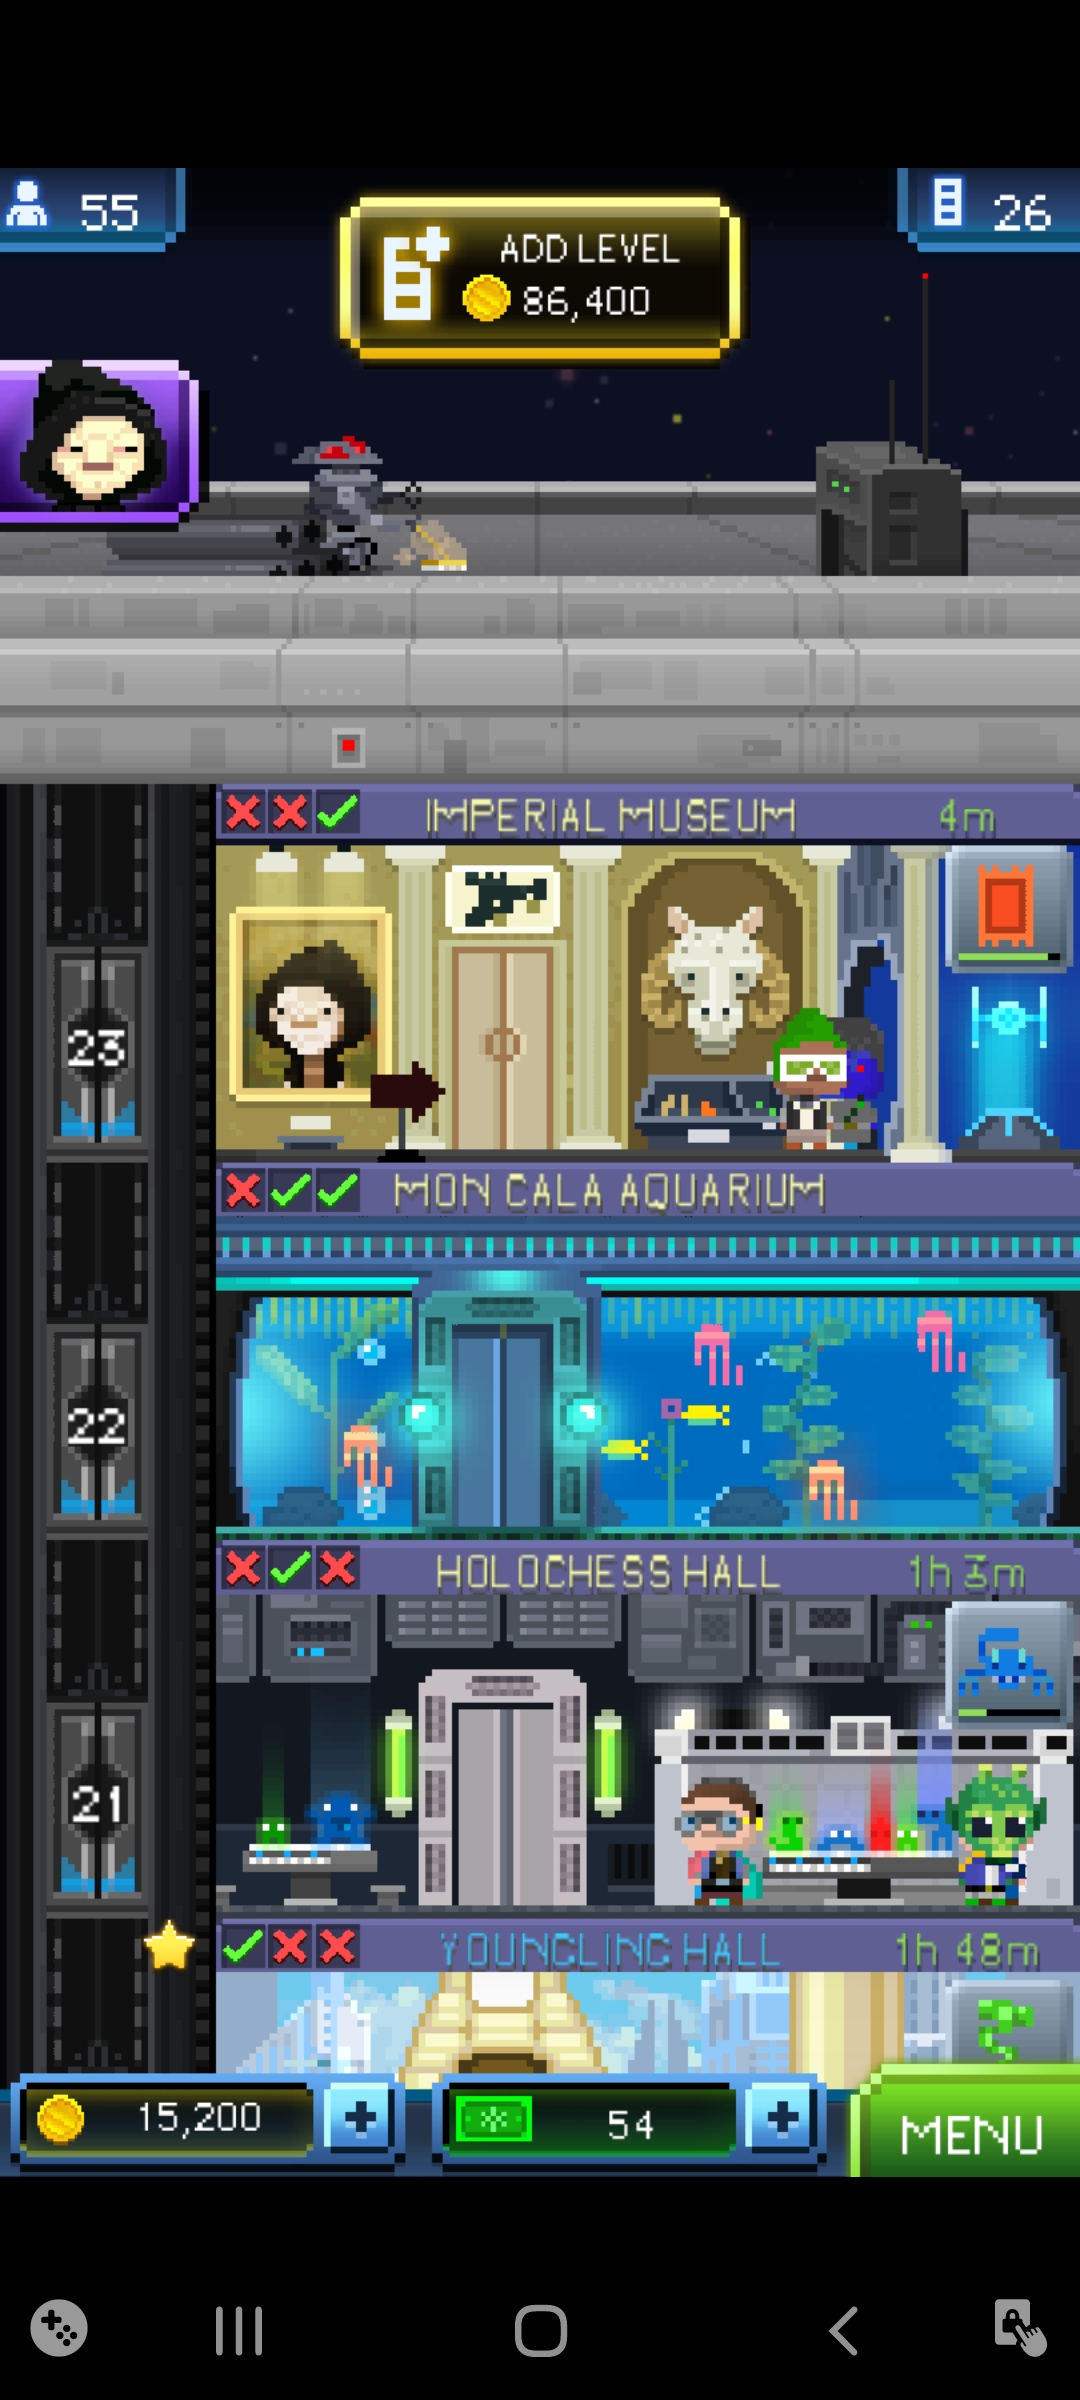 55
ADD LEVEL
86,400
26
IMPERIAL MUSEUM
4m
23
MON CALA AQUARIUM
22
HOLOCHESS HALL
1h 3m
21
YOUNGLING HALL
1h 48m
15,200
54
MENU